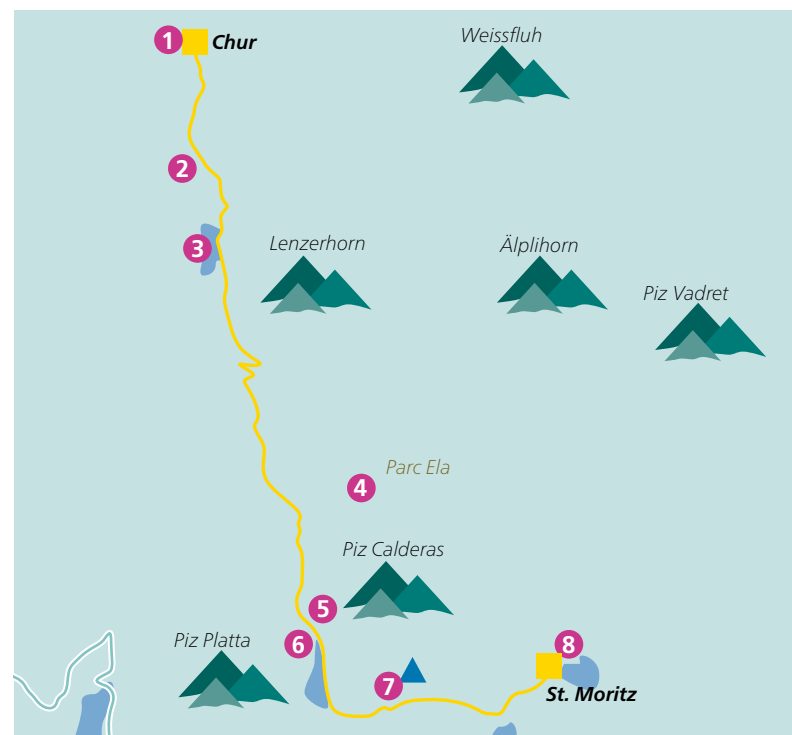 Weissfluh
1 Chur
2
3
Lenzerhorn
Älplihorn
Piz Vadret
Parc Ela
4
Piz Calderas
5
6
Piz Platta
8
7
St. Moritz